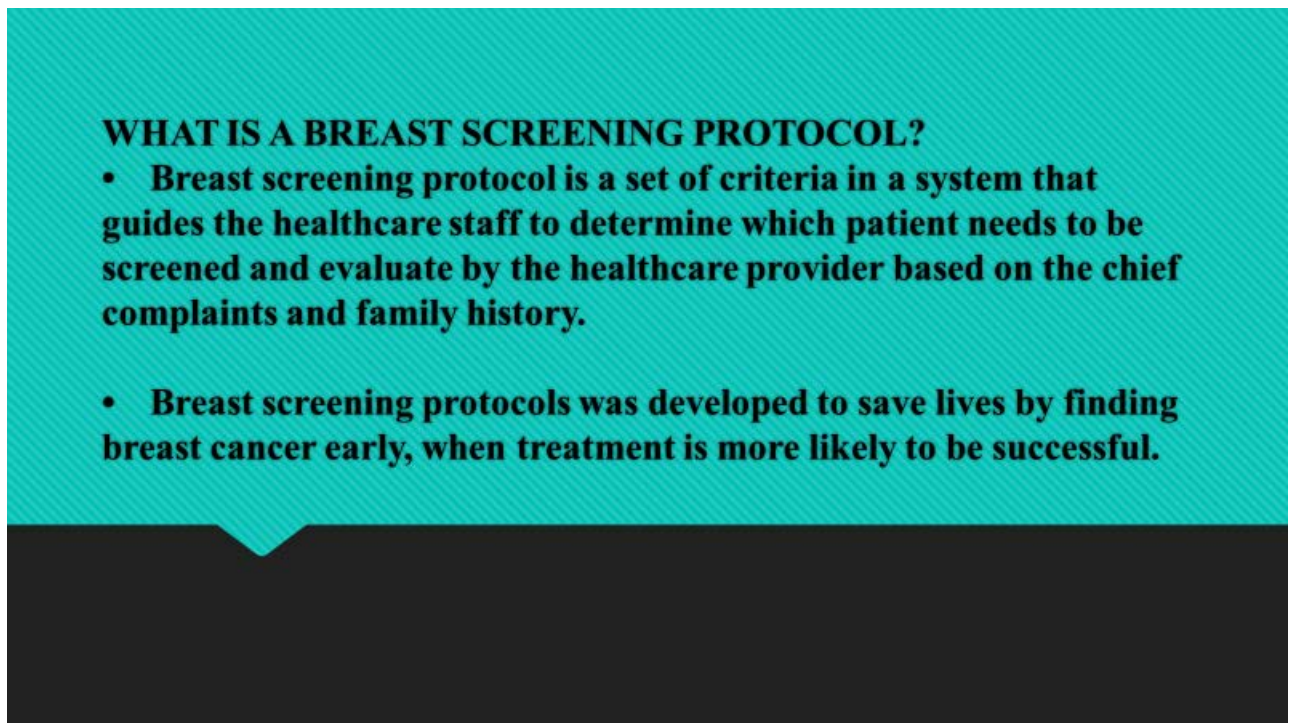 WHAT IS A BREAST SCREENING PROTOCOL?
• Breast screening protocol is a set of criteria in a system that
guides the healthcare staff to determine which patient needs to be
screened and evaluate by the healthcare provider based on the chief
complaints and family history.
• Breast screening protocols was developed to save lives by finding
breast cancer early, when treatment is more likely to be successful.